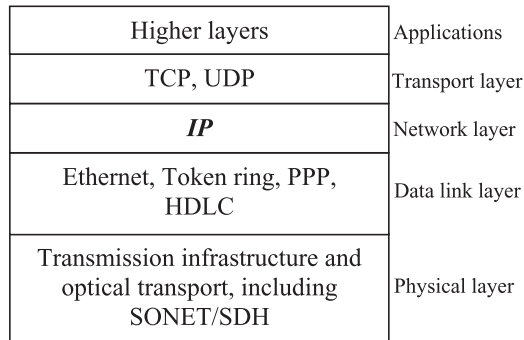 Higher layers
Applications
TCP, UDP
Transport layer
IP
Network layer
Ethernet, Token ring, PPP,
HDLC
Data link layer
Transmission infrastructure and
optical transport, including
SONET/SDH
Physical layer